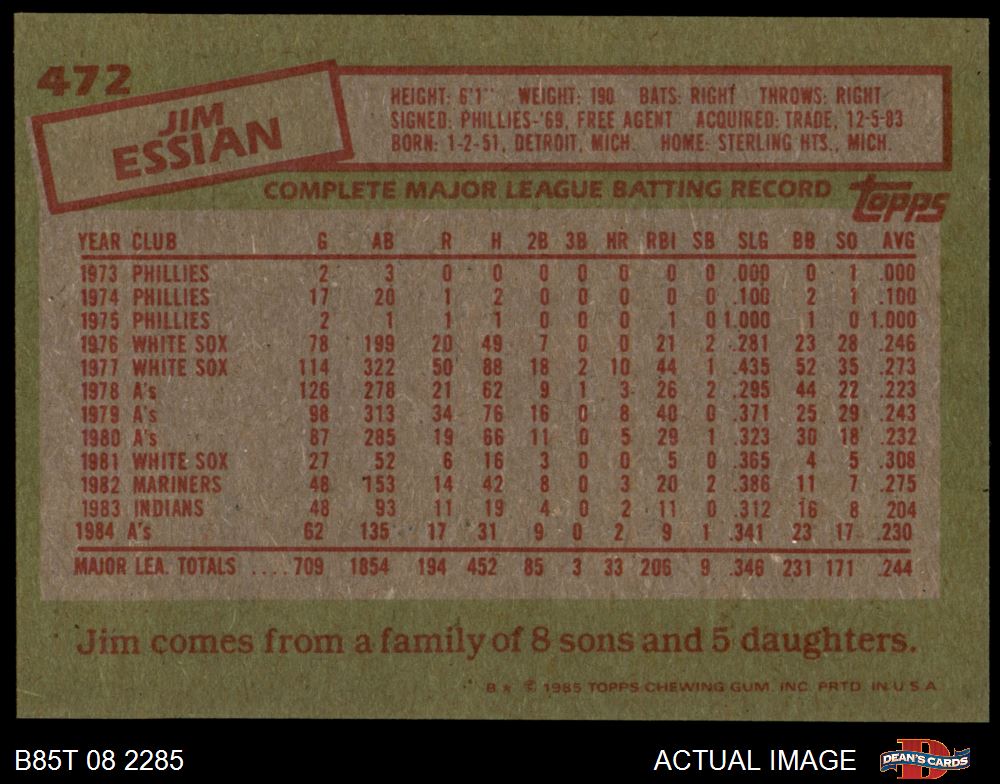 472
JIM
ESSIAN
HEIGHT: 6'1" WEIGHT: 190 BATS: RIGHT THROWS: RIGHT
SIGNED: PHILLIES-'69, FREE AGENT ACQUIRED: TRADE, 12-5-83
BORN: 1-2-51, DETROIT, MICH. HOME: STERLING HTS., MICH.
COMPLETE MAJOR LEAGUE BATTING RECORD
topps
YEAR CLUB G AB R H 2B 3B HR RBI SB SLG BB SO AVG
1973 PHILLIES 2 3 0 0 0 0 0 0 0 .000 0 1 .000
1974 PHILLIES 17 20 1 2 0 0 0 0 0 .100 2 1 .100
1975 PHILLIES 2 1 1 1 0 0 0 1 0 1.000 1 0 1.000
1976 WHITE SOX 78 199 20 49 7 0 0 21 2 .281 23 28 .246
1977 WHITE SOX 114 322 50 88 18 2 10 44 1 .435 52 35 .273
1978 A's 126 278 21 62 9 1 3 26 2 .295 44 22 .223
1979 A's 98 313 34 76 16 0 8 40 0 .371 25 29 .243
1980 A's 87 285 19 66 11 0 5 29 1 .323 30 18 .232
1981 WHITE SOX 27 52 6 16 3 0 0 5 0 .365 4 5 .308
1982 MARINERS 48 153 14 42 8 0 3 20 2 .386 11 7 .275
1983 INDIANS 48 93 11 19 4 0 2 11 0 .312 16 8 .204
1984 A's 62 135 17 31 9 0 2 9 1 .341 23 17 .230
MAJOR LEA. TOTALS ....709 1854 194 452 85 3 33 206 9 .346 231 171 .244
Jim comes from a family of 8 sons and 5 daughters.
B* © 1985 TOPPS CHEWING GUM, INC. PRTD. IN U.S.A.
B85T 08 2285 ACTUAL IMAGE DEAN'S CARDS